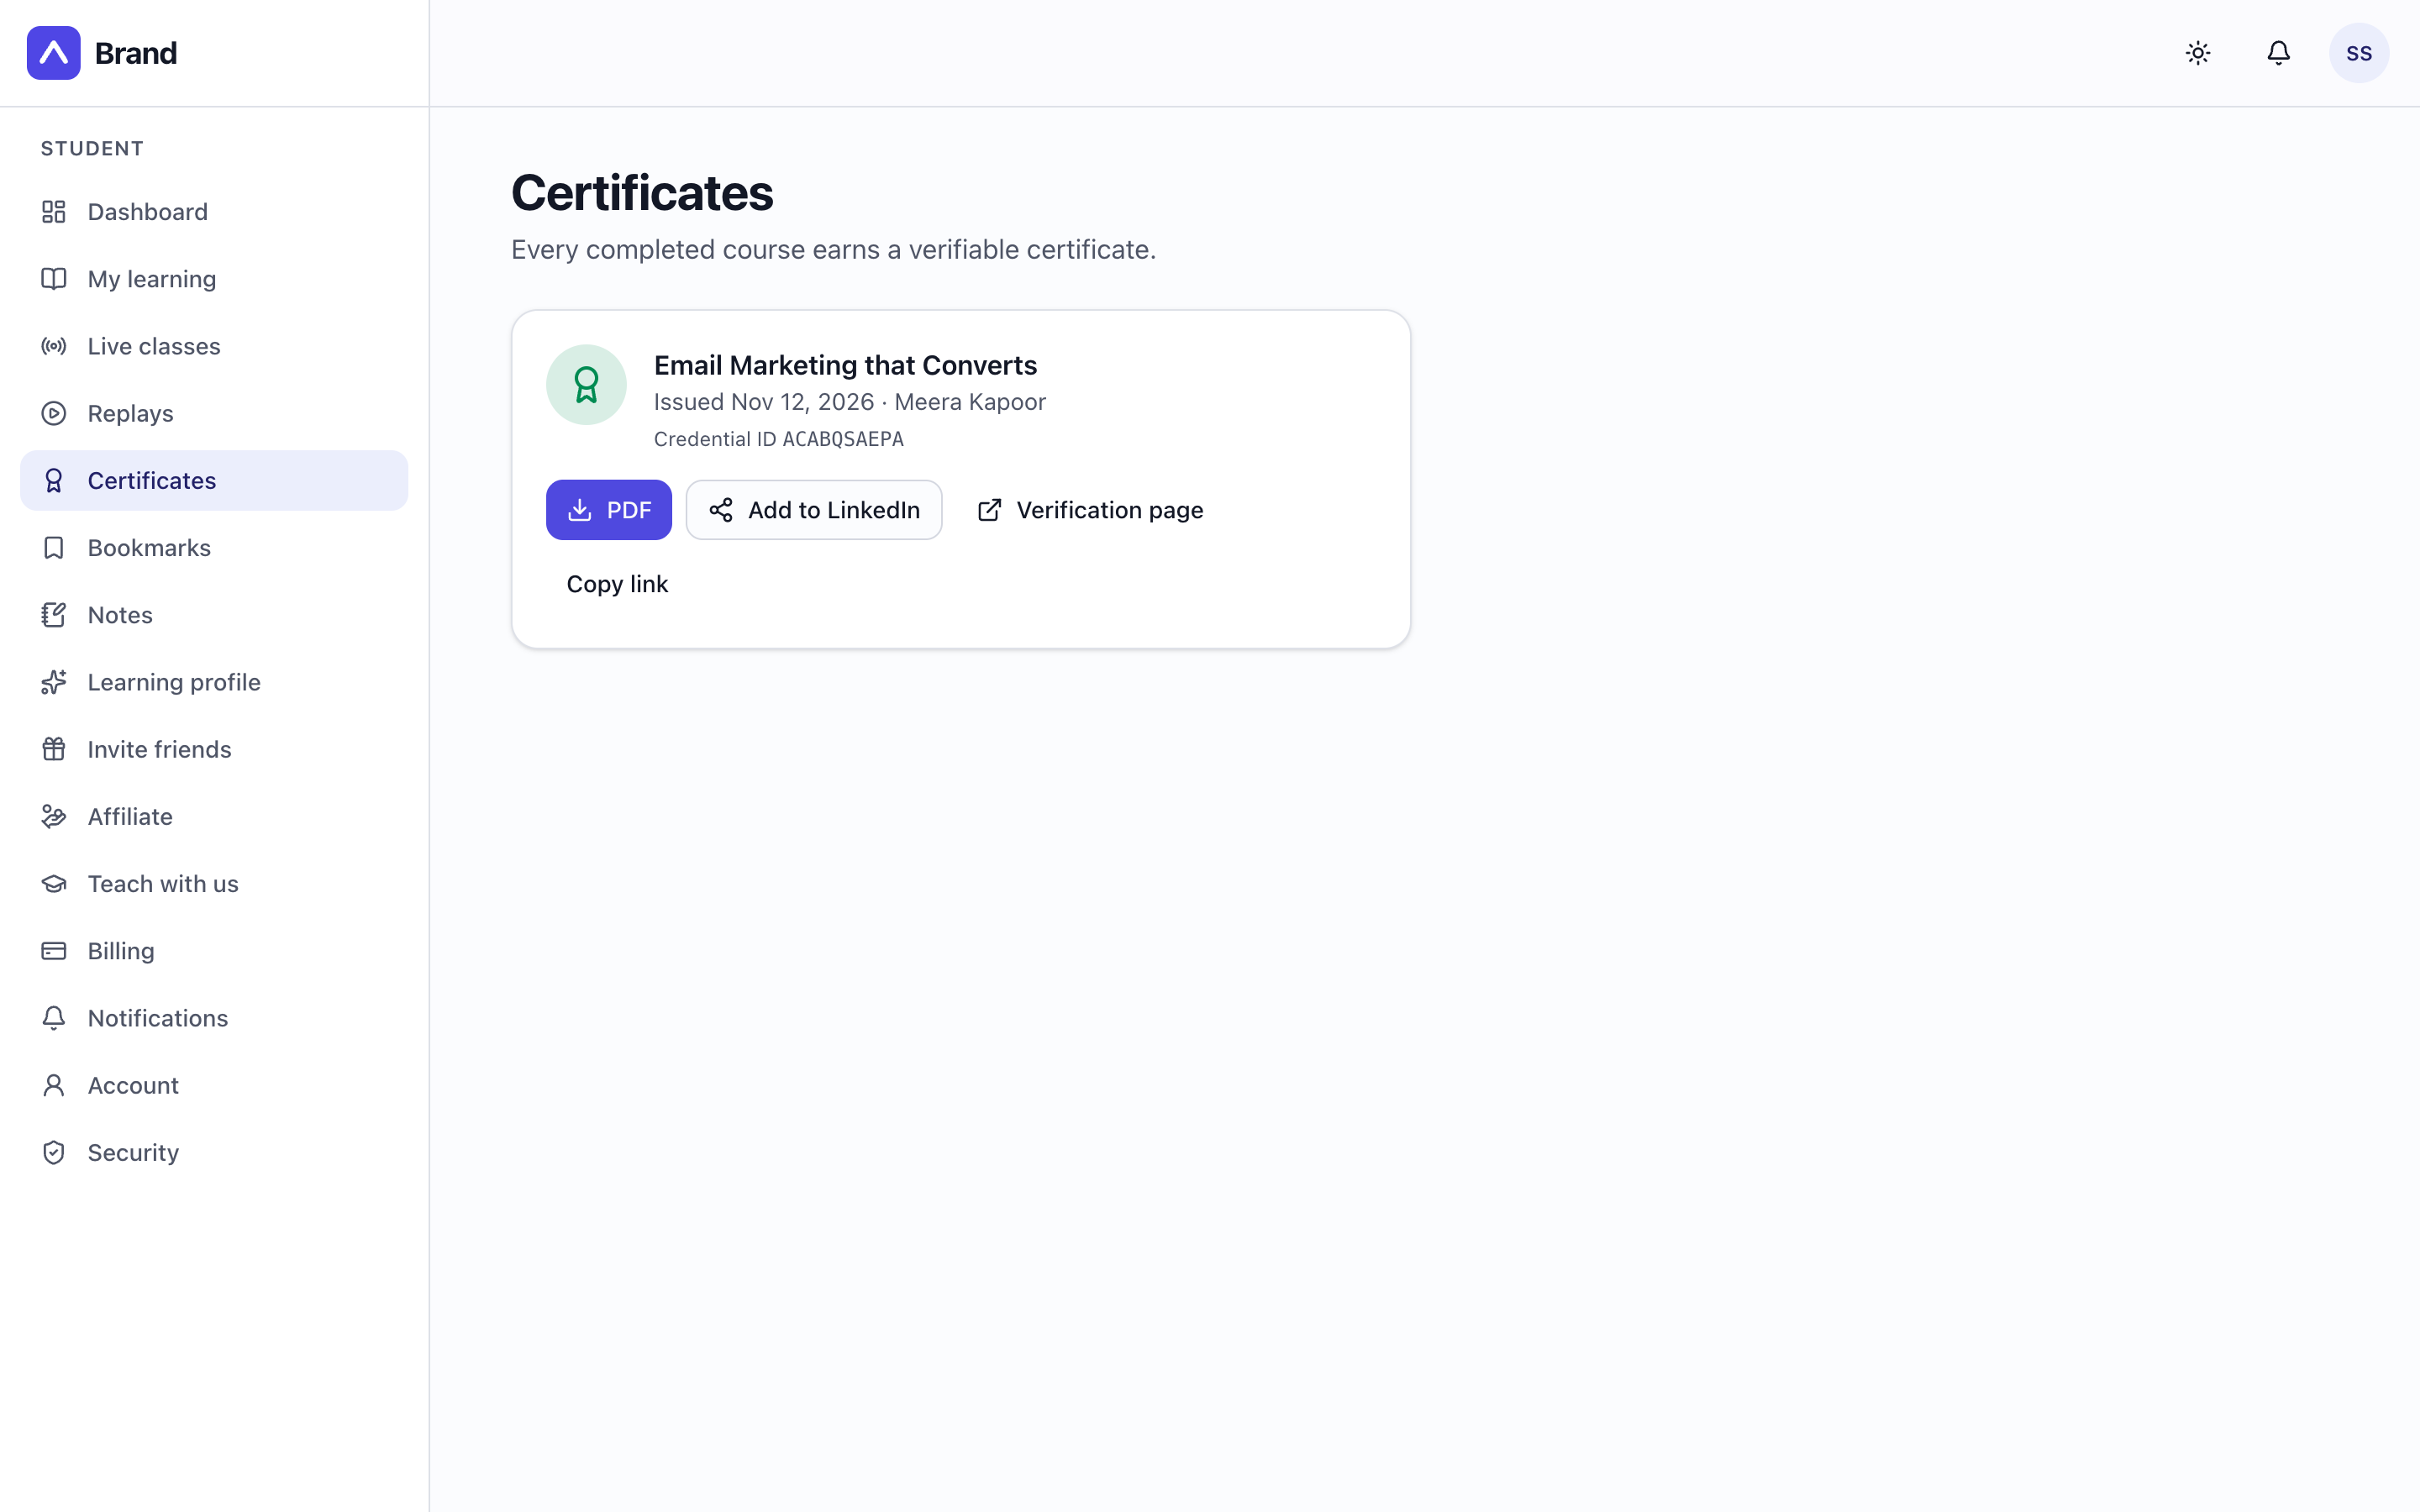 Brand
SS
STUDENT
Dashboard
My learning
Live classes
Replays
Certificates
Bookmarks
Notes
Learning profile
Invite friends
Affiliate
Teach with us
Billing
Notifications
Account
Security
Certificates
Every completed course earns a verifiable certificate.
Email Marketing that Converts
Issued Nov 12, 2026 · Meera Kapoor
Credential ID ACABQSAEPA
PDF
Add to LinkedIn
Verification page
Copy link